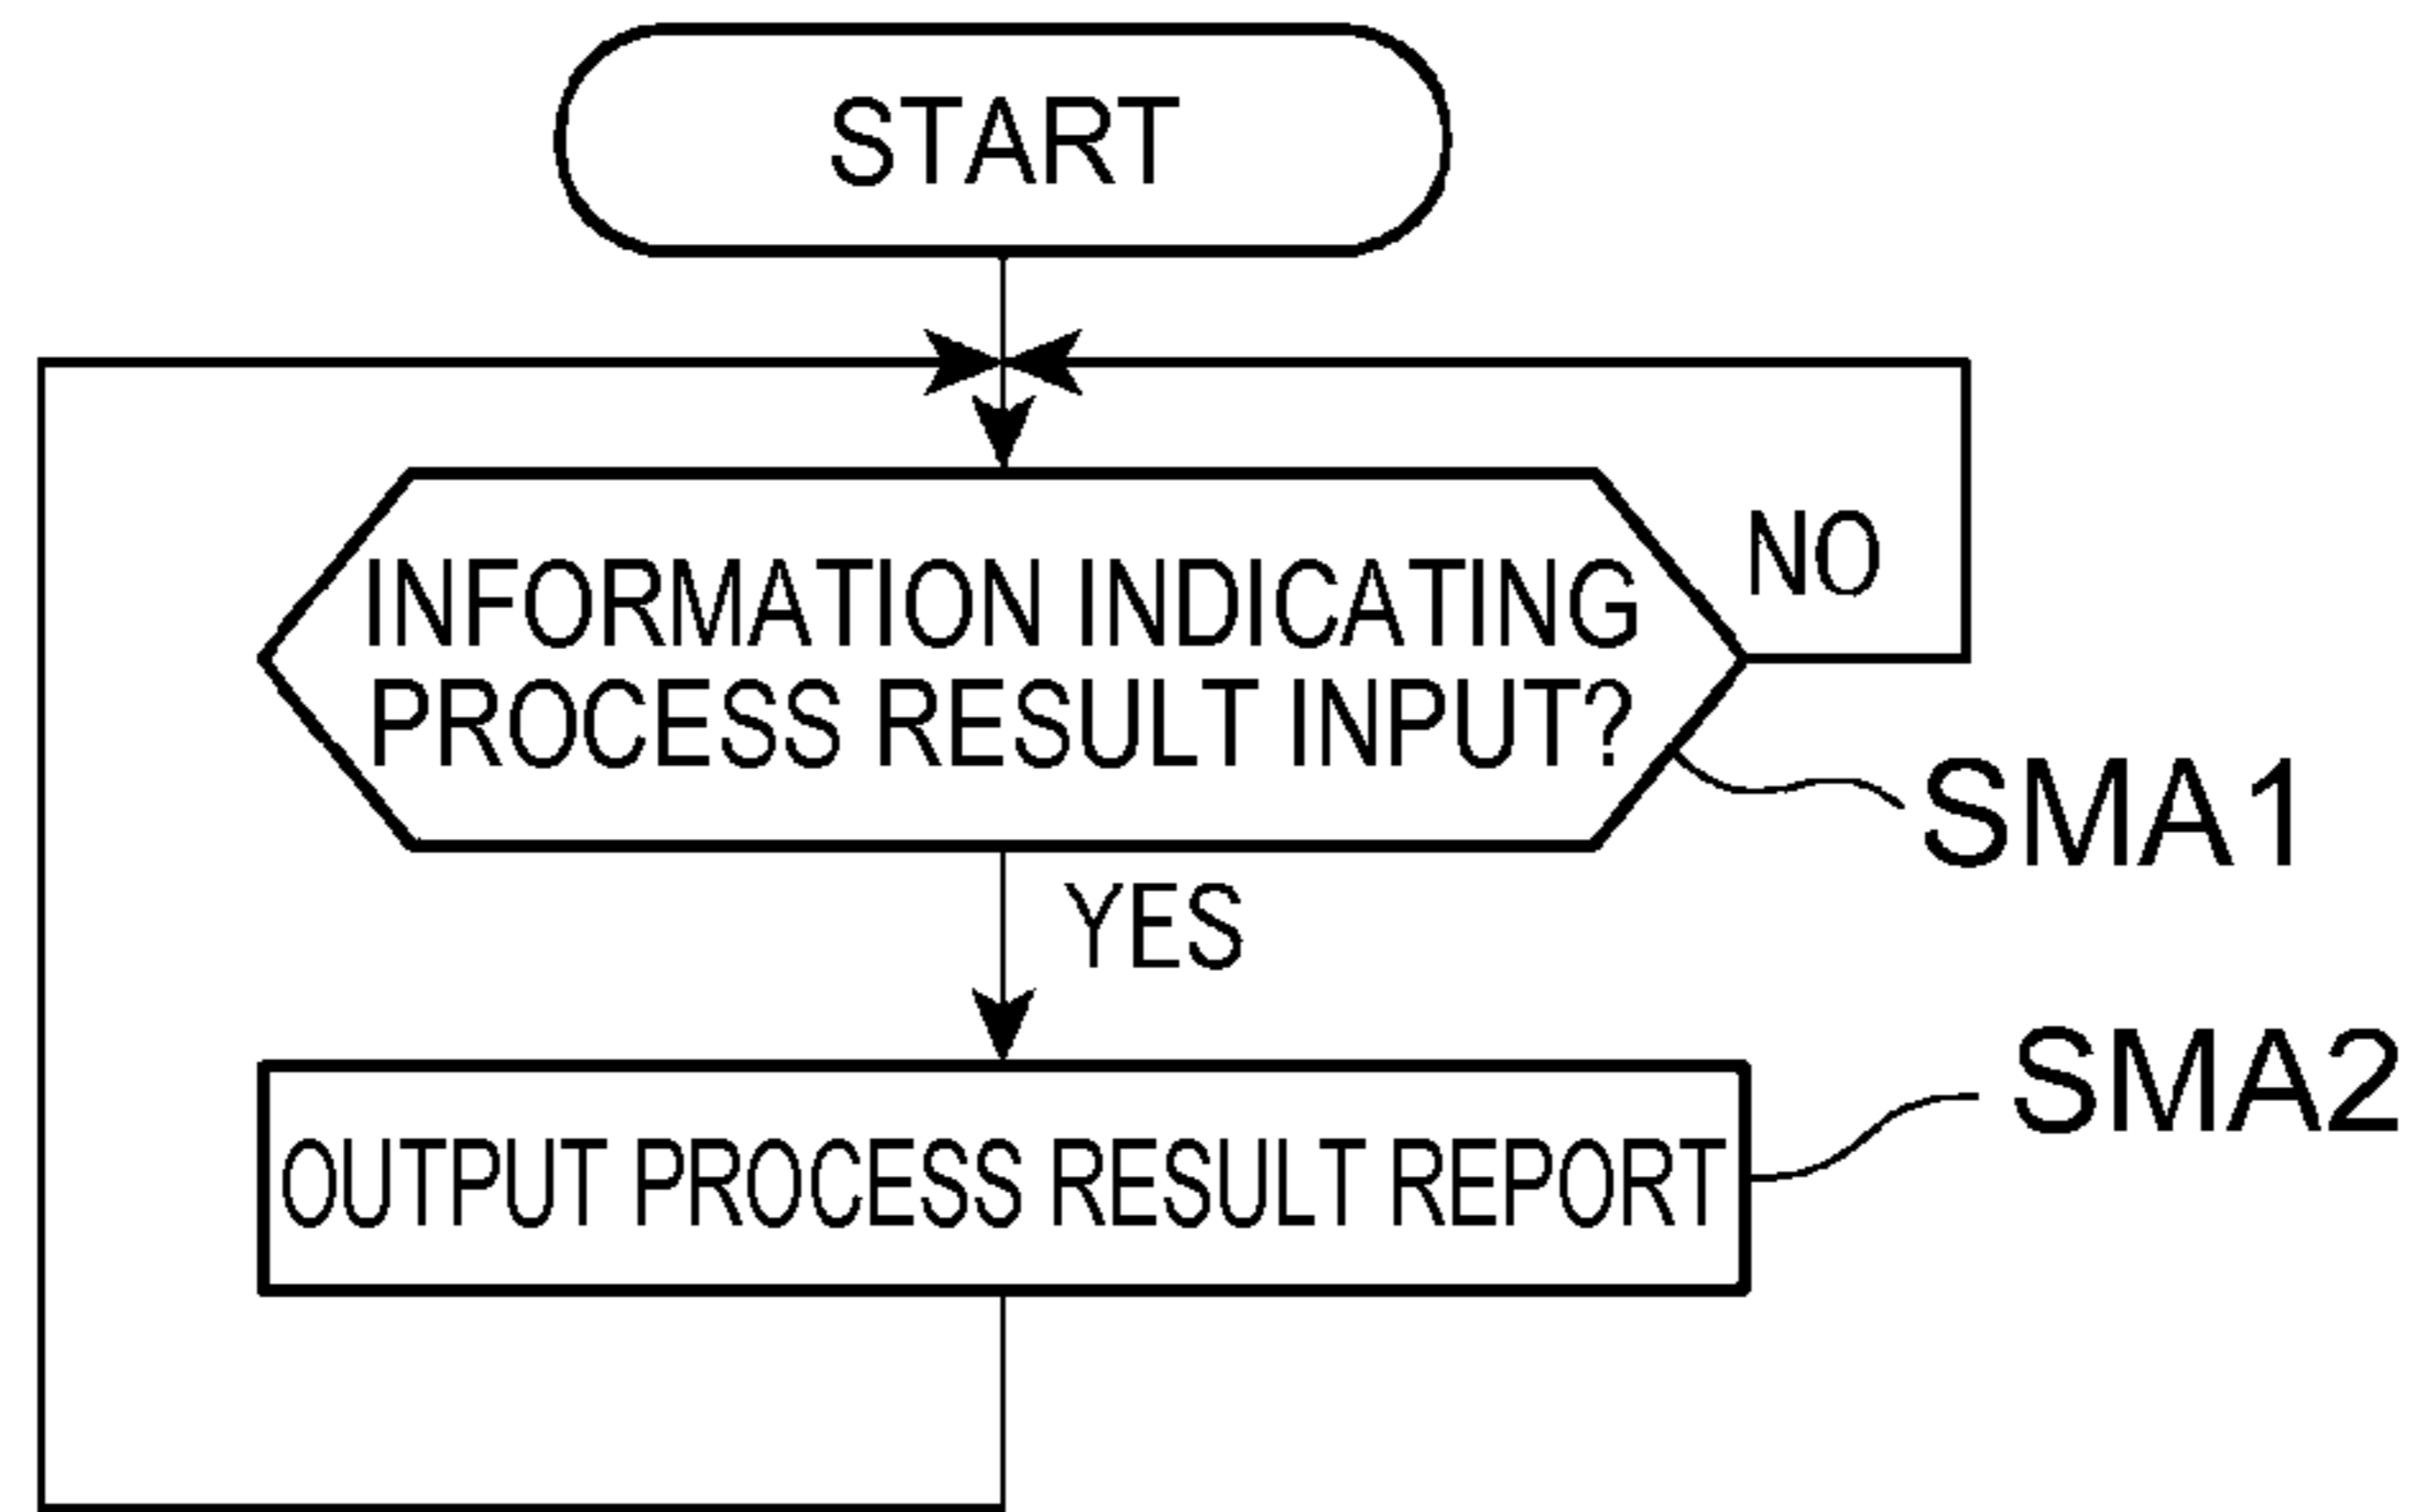 START
NO
INFORMATION INDICATING
PROCESS RESULT INPUT?
SMA1
YES
SMA2
OUTPUT PROCESS RESULT REPORT